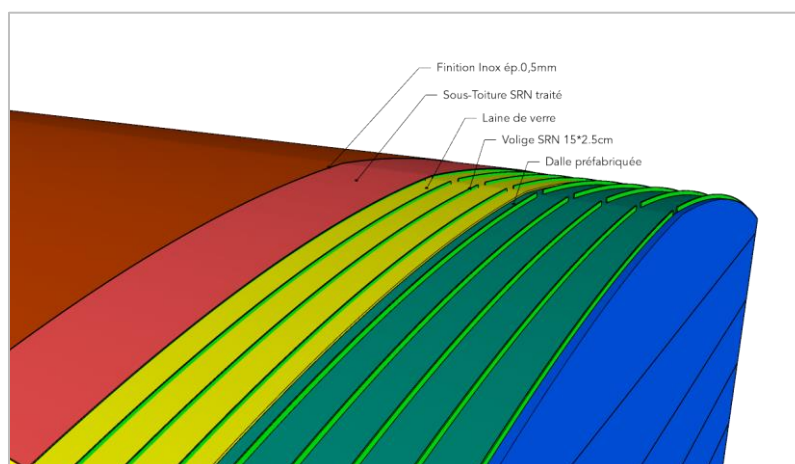 Finition Inox ép.0,5mm
Sous-Toiture SRN traité
Laine de verre
Volige SRN 15*2.5cm
Dalle préfabriquée